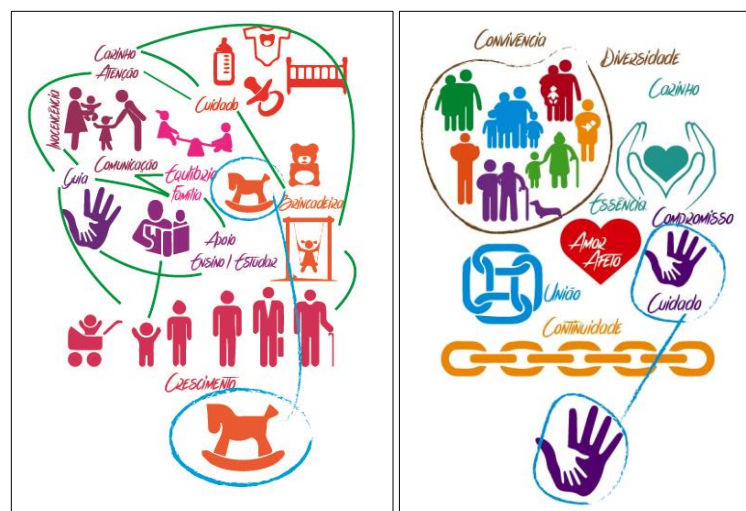 Carinho
Atenção
Cuidado
Inocencência
Comunicação
Guia
Equilíbrio
Família
Brincadeira
Apoio
Ensino / Estudar
Crescimento
Convivência
Diversidade
Carinho
Essência
Compromisso
Amor
Afeto
União
Cuidado
Continuidade